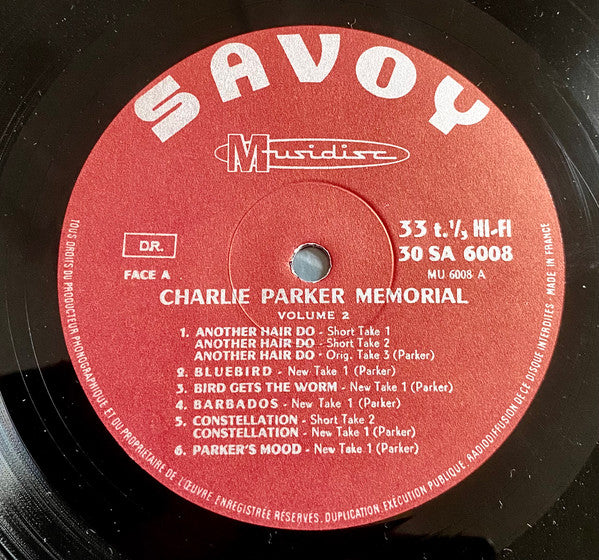 SAVOY
Musidisc
33 t. 1/3 HI-FI
30 SA 6008
MU 6008 A
D.R.
FACE A
CHARLIE PARKER MEMORIAL
VOLUME 2
1. ANOTHER HAIR DO - Short Take 1
ANOTHER HAIR DO - Short Take 2
ANOTHER HAIR DO - Orig. Take 3 (Parker)
2. BLUEBIRD - New Take 1 (Parker)
3. BIRD GETS THE WORM - New Take 1 (Parker)
4. BARBADOS - New Take 1 (Parker)
5. CONSTELLATION - Short Take 2
CONSTELLATION - New Take 1 (Parker)
6. PARKER'S MOOD - New Take 1 (Parker)
TOUS DROITS DU PRODUCTEUR PHONOGRAPHIQUE ET DU PROPRIETAIRE DE L'ŒUVRE ENREGISTRÉE RÉSERVES. DUPLICATION, EXÉCUTION PUBLIQUE, RADIODIFFUSION DE CE DISQUE INTERDITES. MADE IN FRANCE